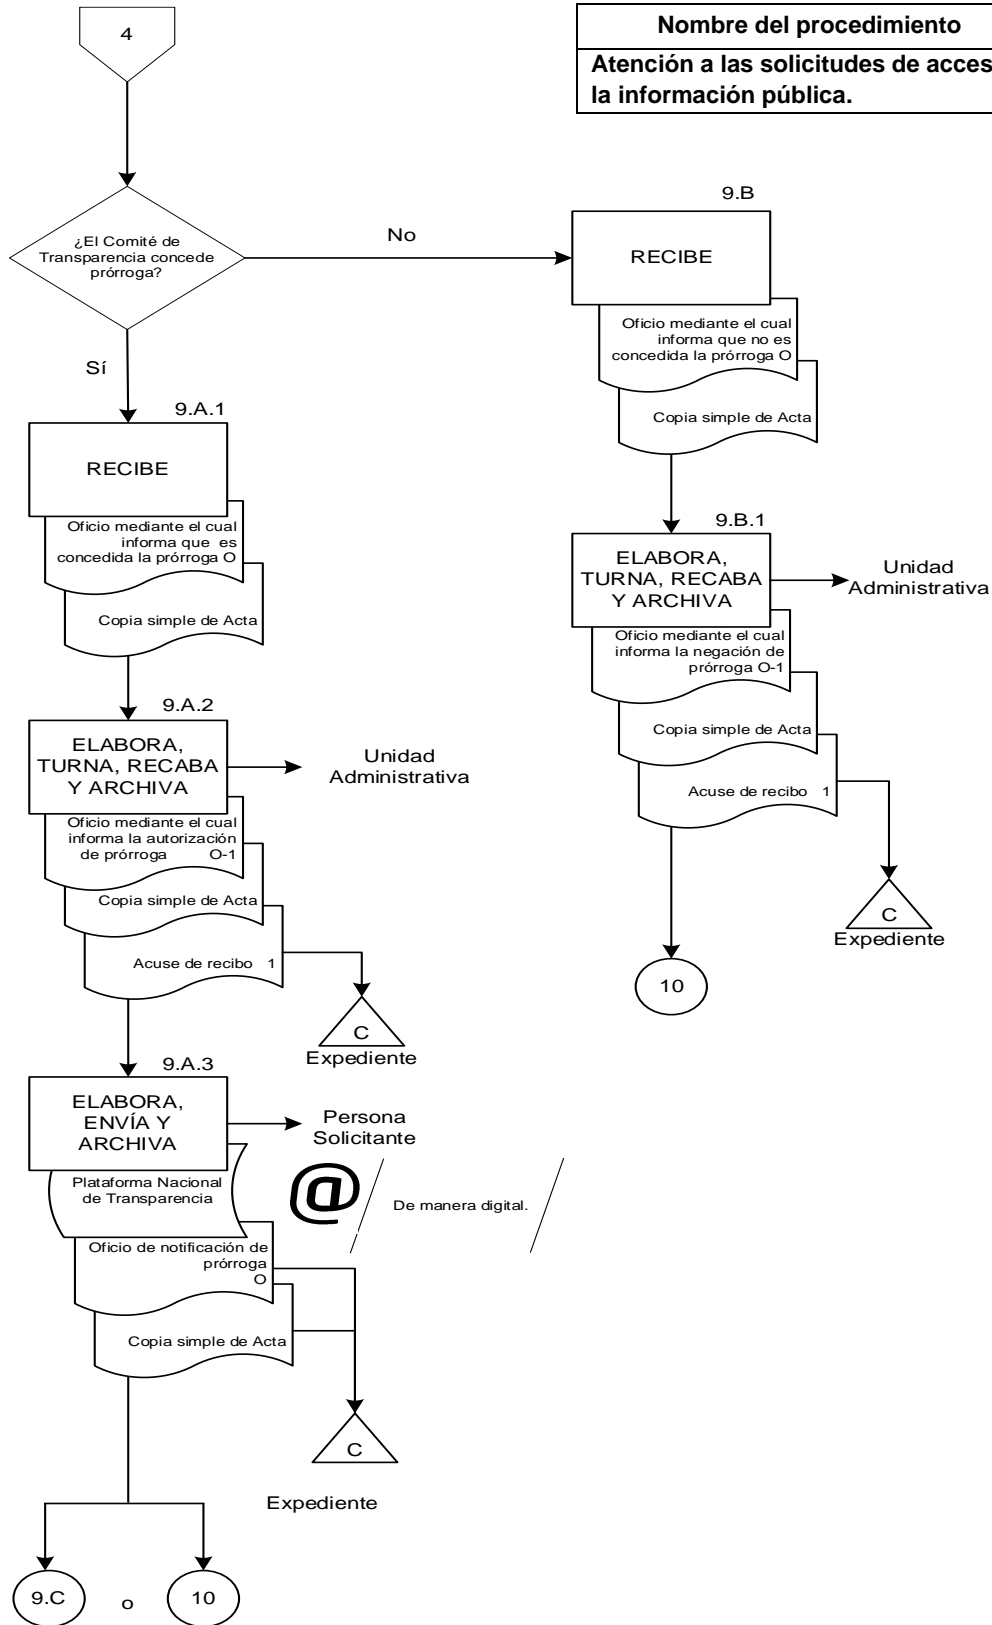 4
Nombre del procedimiento
Atención a las solicitudes de acces
la información pública.
¿El Comité de
Transparencia concede
prórroga?
No
Sí
9.B
RECIBE
Oficio mediante el cual
informa que no es
concedida la prórroga O
Copia simple de Acta
9.A.1
RECIBE
Oficio mediante el cual
informa que es
concedida la prórroga O
Copia simple de Acta
9.B.1
ELABORA,
TURNA, RECABA
Y ARCHIVA
Unidad
Administrativa
Oficio mediante el cual
informa la negación de
prórroga O-1
Copia simple de Acta
Acuse de recibo 1
C
Expediente
10
9.A.2
ELABORA,
TURNA, RECABA
Y ARCHIVA
Unidad
Administrativa
Oficio mediante el cual
informa la autorización
de prórroga O-1
Copia simple de Acta
Acuse de recibo 1
C
Expediente
9.A.3
ELABORA,
ENVÍA Y
ARCHIVA
Persona
Solicitante
Plataforma Nacional
de Transparencia
@
De manera digital.
Oficio de notificación de
prórroga
O
Copia simple de Acta
C
Expediente
9.C
o
10